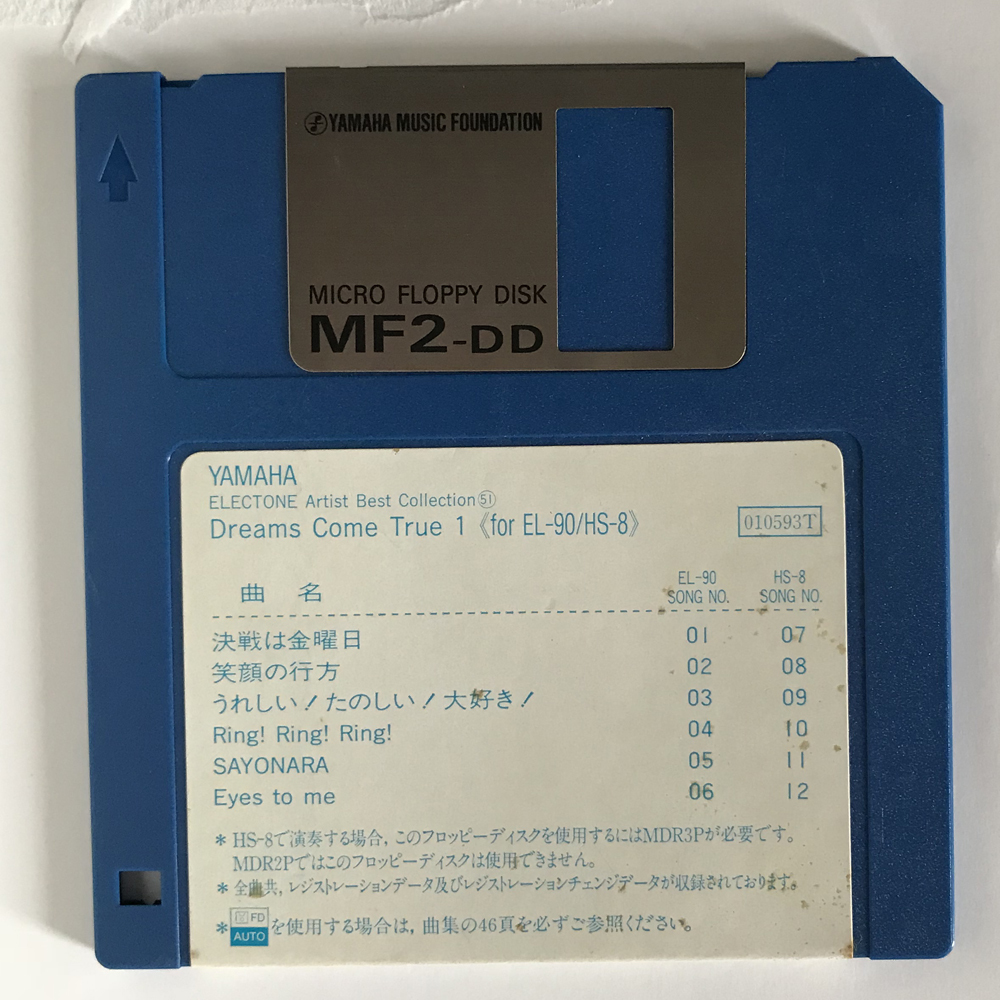 YAMAHA MUSIC FOUNDATION
MICRO FLOPPY DISK
MF2-DD
YAMAHA
ELECTONE Artist Best Collection 51
Dreams Come True 1《for EL-90/HS-8》 010593T
曲 名 EL-90 SONG NO. HS-8 SONG NO.
決戦は金曜日 01 07
笑顔の行方 02 08
うれしい!たのしい!大好き! 03 09
Ring! Ring! Ring! 04 10
SAYONARA 05 11
Eyes to me 06 12
* HS-8で演奏する場合,このフロッピーディスクを使用するにはMDR3Pが必要です。
MDR2Pではこのフロッピーディスクは使用できません。
* 全曲共,レジストレーションデータ及びレジストレーションチェンジデータが収録されております。
* FD AUTO を使用する場合は,曲集の46頁を必ずご参照ください。